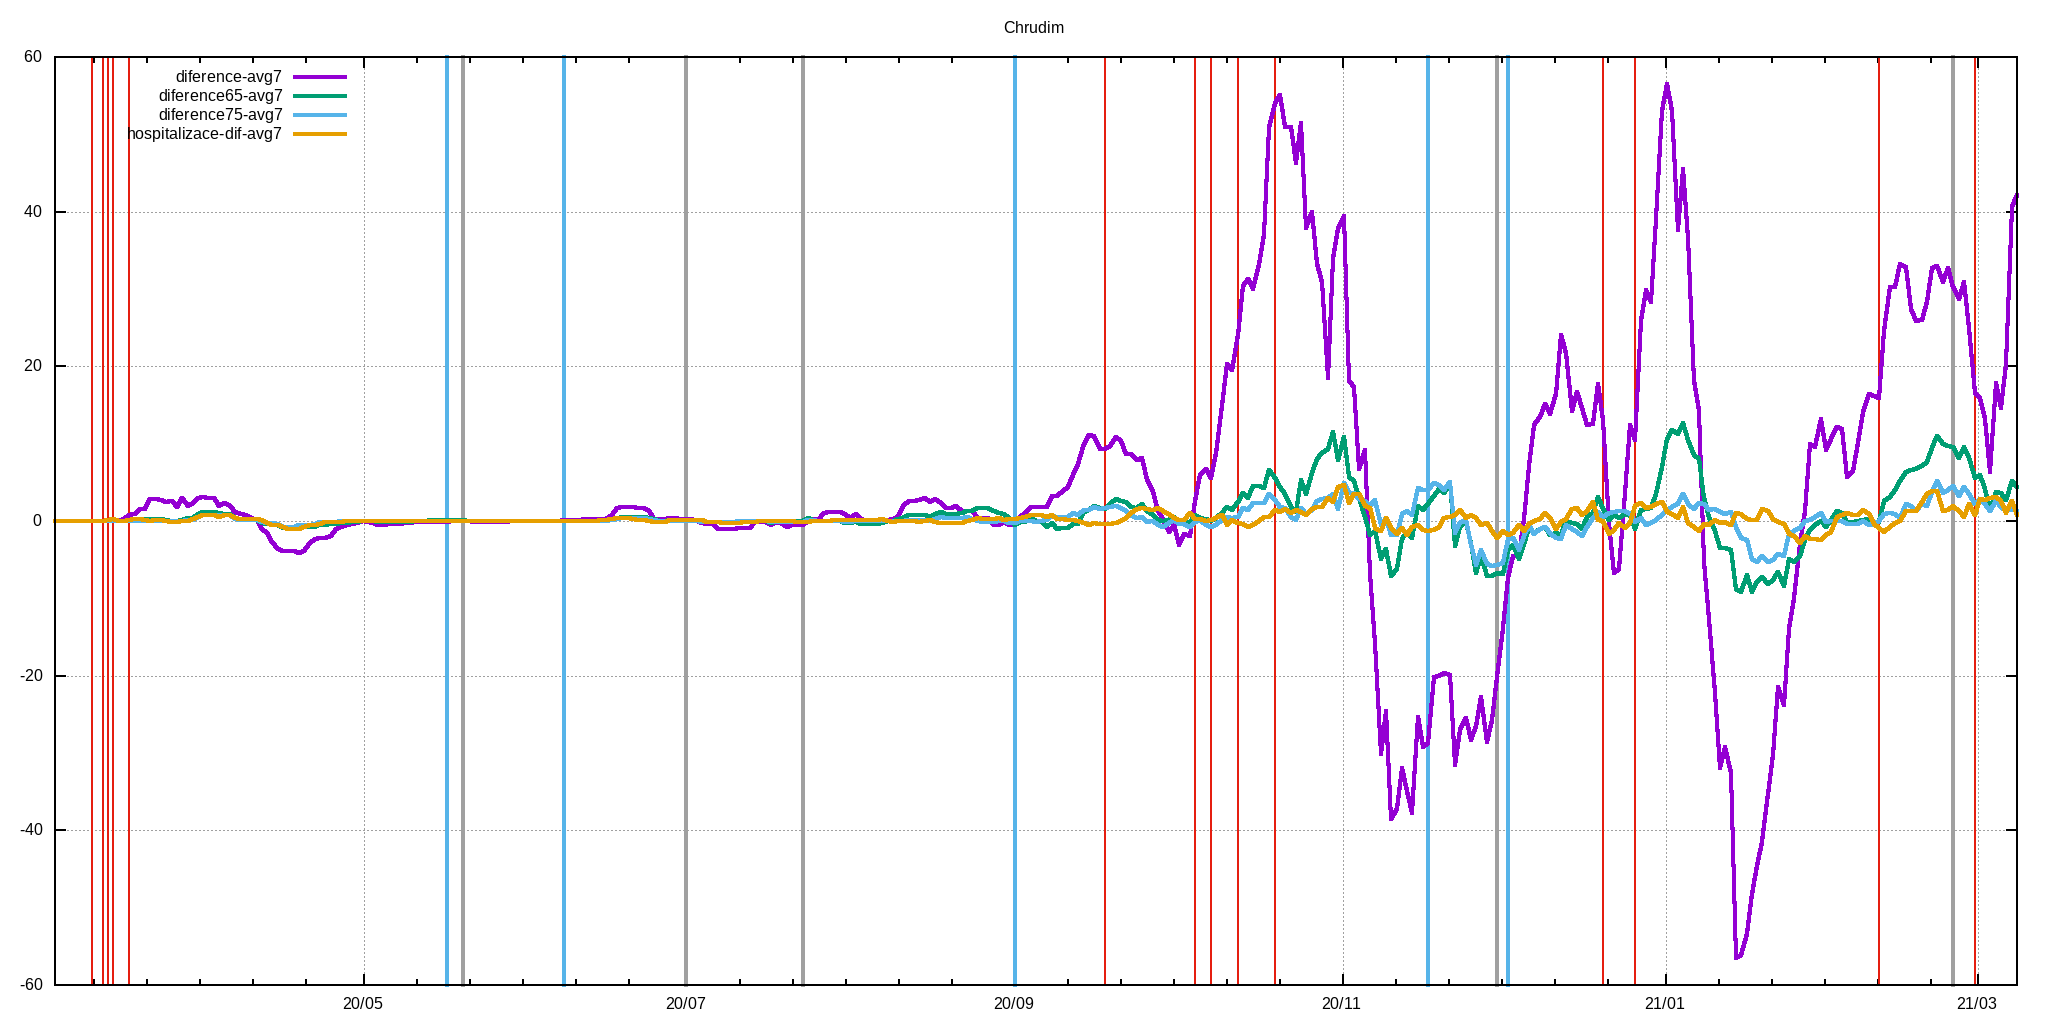 Chrudim
60
diference-avg7
diference65-avg7
diference75-avg7
hospitalizace-dif-avg7
40
20
0
-20
-40
-60
20/05
20/07
20/09
20/11
21/01
21/03